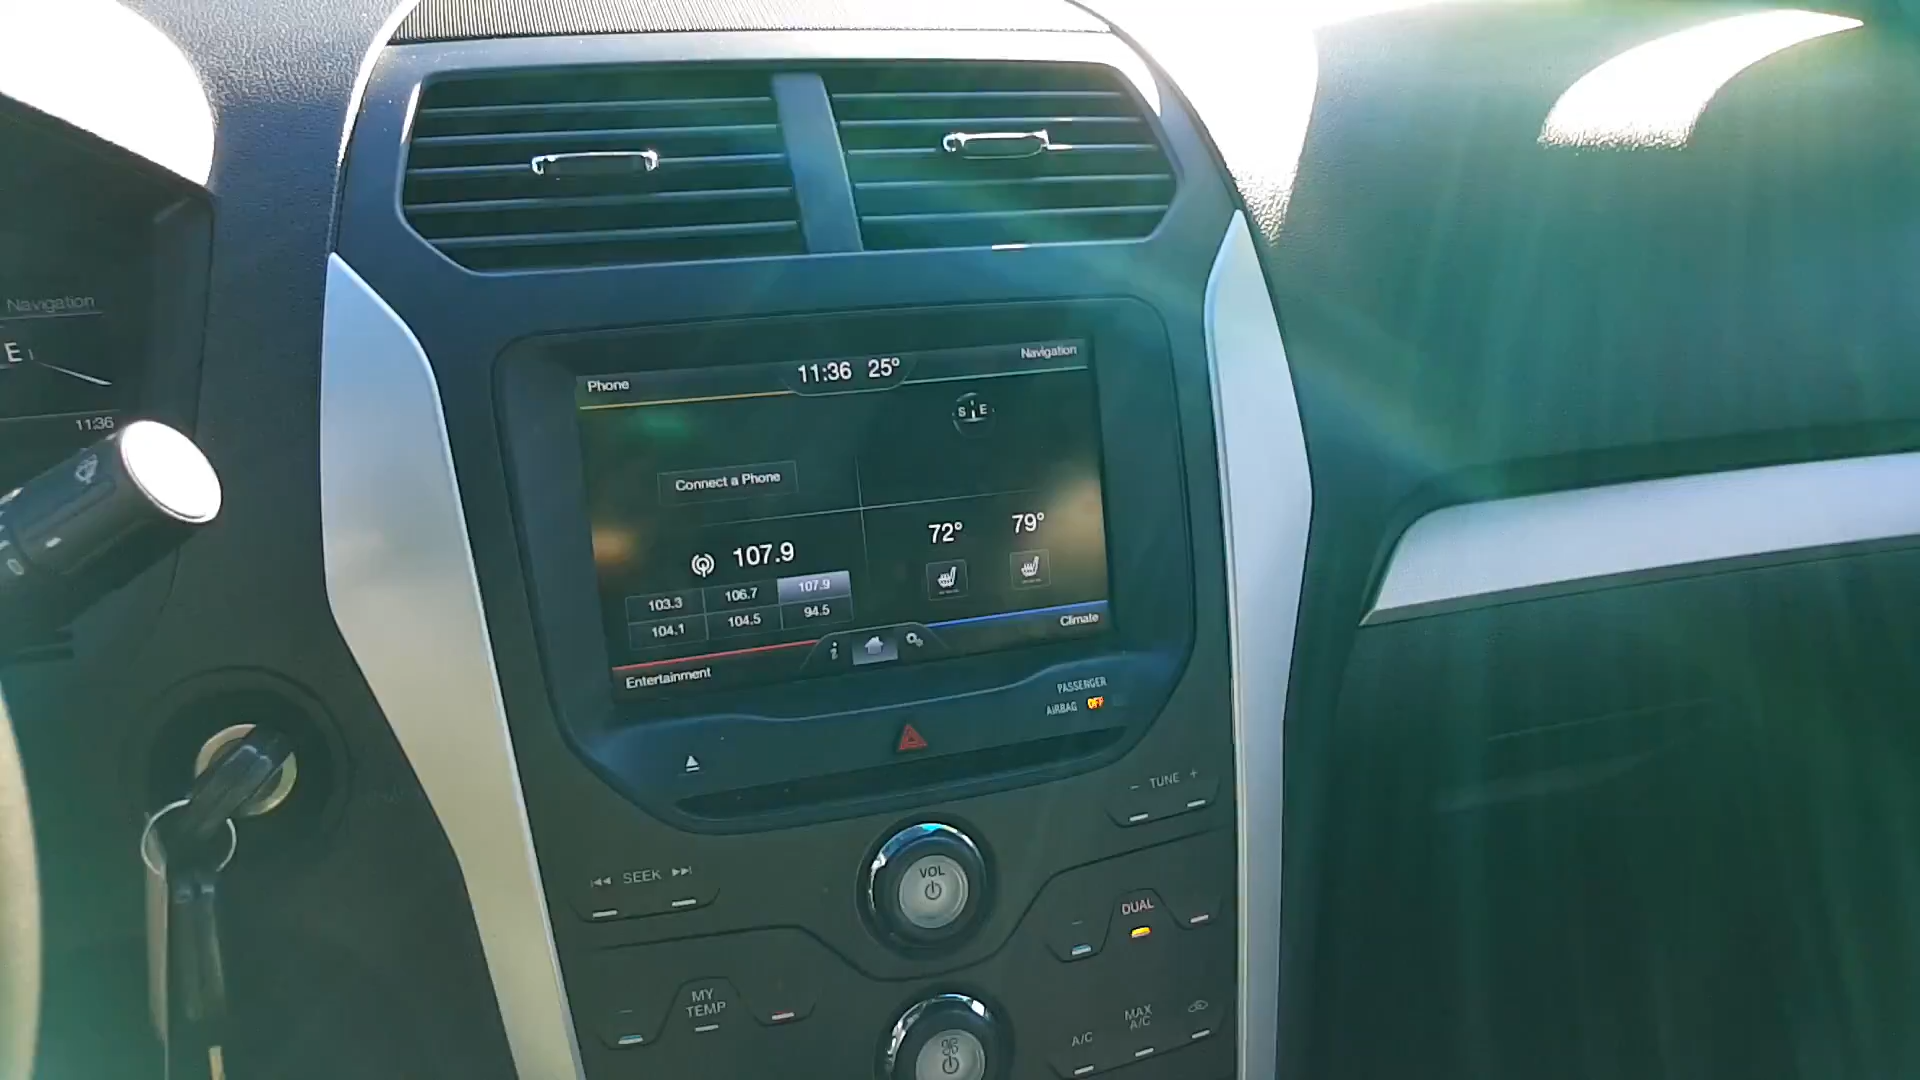 Navigation
E
11:36
0
Phone
11:36 25°
Navigation
S E
Connect a Phone
72° 79°
107.9
103.3 106.7 107.9
104.1 104.5 94.5
i
Climate
Entertainment
PASSENGER
AIRBAG OFF
- TUNE +
SEEK
VOL
DUAL
MY
TEMP
A/C
MAX
A/C